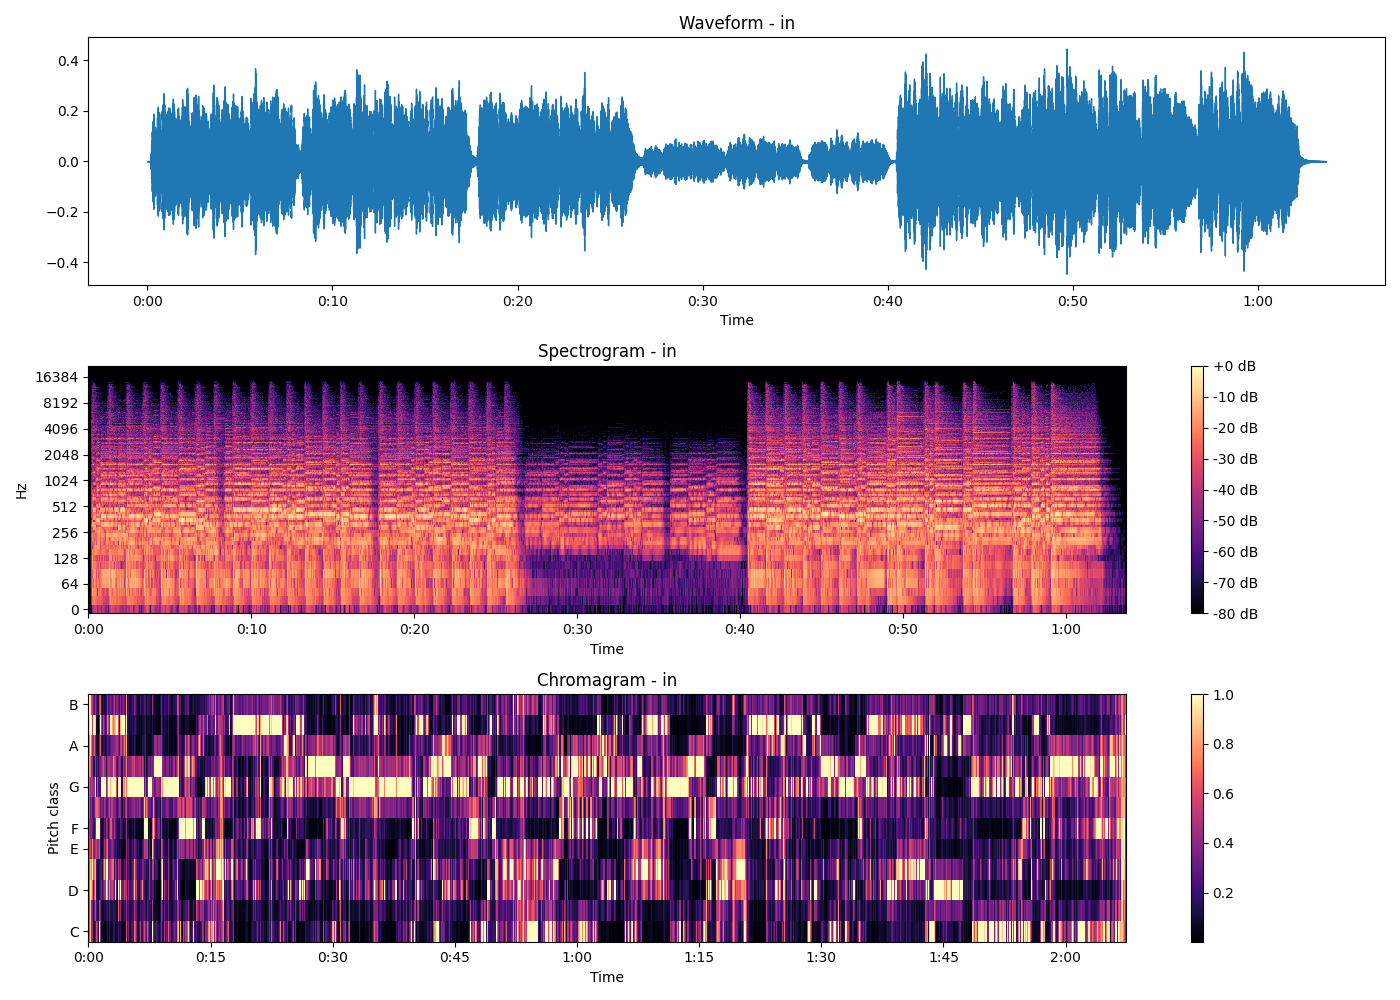 Waveform - in
0.4
0.2
0.0
−0.2
−0.4
0:00 0:10 0:20 0:30 0:40 0:50 1:00
Time
Spectrogram - in
Hz
16384
8192
4096
2048
1024
512
256
128
64
0
0:00 0:10 0:20 0:30 0:40 0:50 1:00
Time
+0 dB
-10 dB
-20 dB
-30 dB
-40 dB
-50 dB
-60 dB
-70 dB
-80 dB
Chromagram - in
Pitch class
B
A
G
F
E
D
C
0:00 0:15 0:30 0:45 1:00 1:15 1:30 1:45 2:00
Time
1.0
0.8
0.6
0.4
0.2